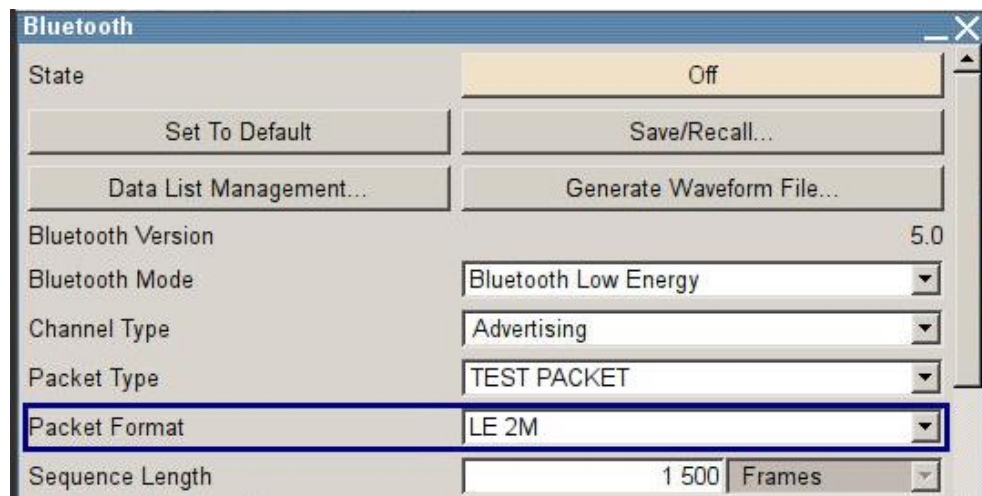 Bluetooth
State Off
Set To Default Save/Recall...
Data List Management... Generate Waveform File...
Bluetooth Version 5.0
Bluetooth Mode Bluetooth Low Energy
Channel Type Advertising
Packet Type TEST PACKET
Packet Format LE 2M
Sequence Length 1 500 Frames